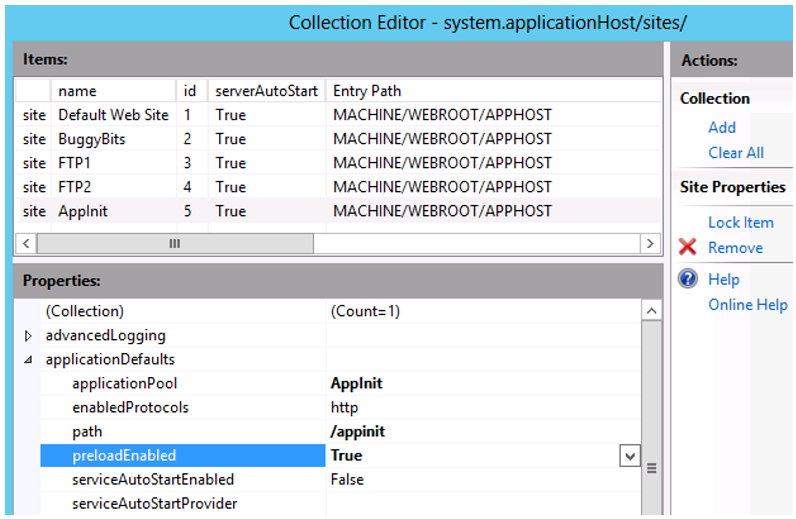 Collection Editor - system.applicationHost/sites/
Items:
name id serverAutoStart Entry Path
site Default Web Site 1 True MACHINE/WEBROOT/APPHOST
site BuggyBits 2 True MACHINE/WEBROOT/APPHOST
site FTP1 3 True MACHINE/WEBROOT/APPHOST
site FTP2 4 True MACHINE/WEBROOT/APPHOST
site AppInit 5 True MACHINE/WEBROOT/APPHOST
Properties:
(Collection) (Count=1)
advancedLogging
applicationDefaults
applicationPool AppInit
enabledProtocols http
path /appinit
preloadEnabled True
serviceAutoStartEnabled False
serviceAutoStartProvider
Actions:
Collection
Add
Clear All
Site Properties
Lock Item
Remove
Help
Online Help